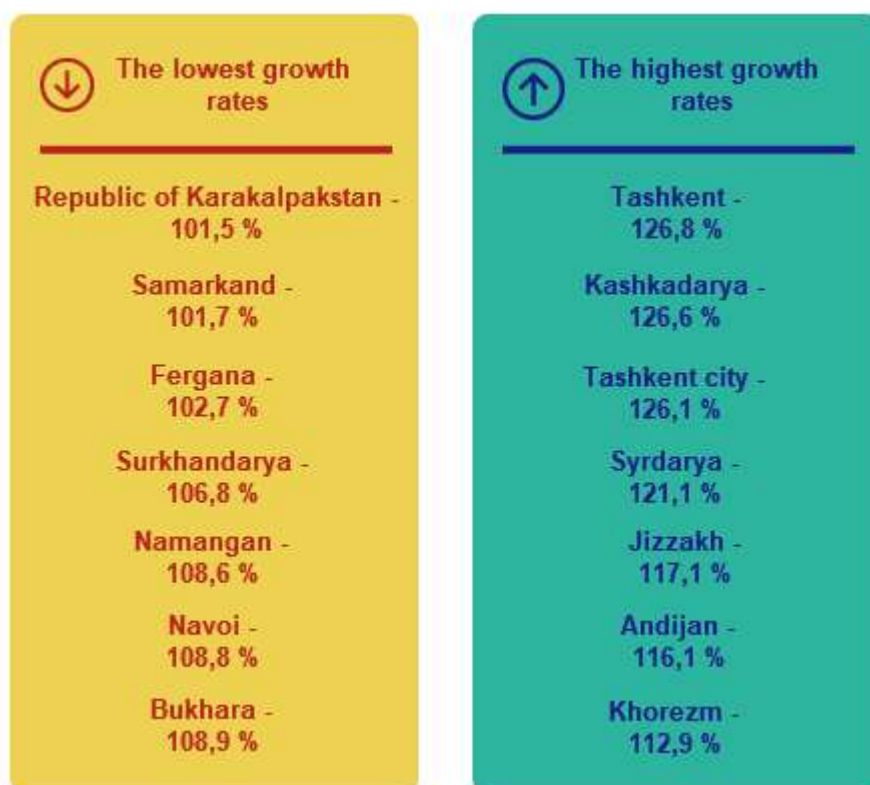 The lowest growth
rates
Republic of Karakalpakstan -
101,5 %
Samarkand -
101,7 %
Fergana -
102,7 %
Surkhandarya -
106,8 %
Namangan -
108,6 %
Navoi -
108,8 %
Bukhara -
108,9 %
The highest growth
rates
Tashkent -
126,8 %
Kashkadarya -
126,6 %
Tashkent city -
126,1 %
Syrdarya -
121,1 %
Jizzakh -
117,1 %
Andijan -
116,1 %
Khorezm -
112,9 %